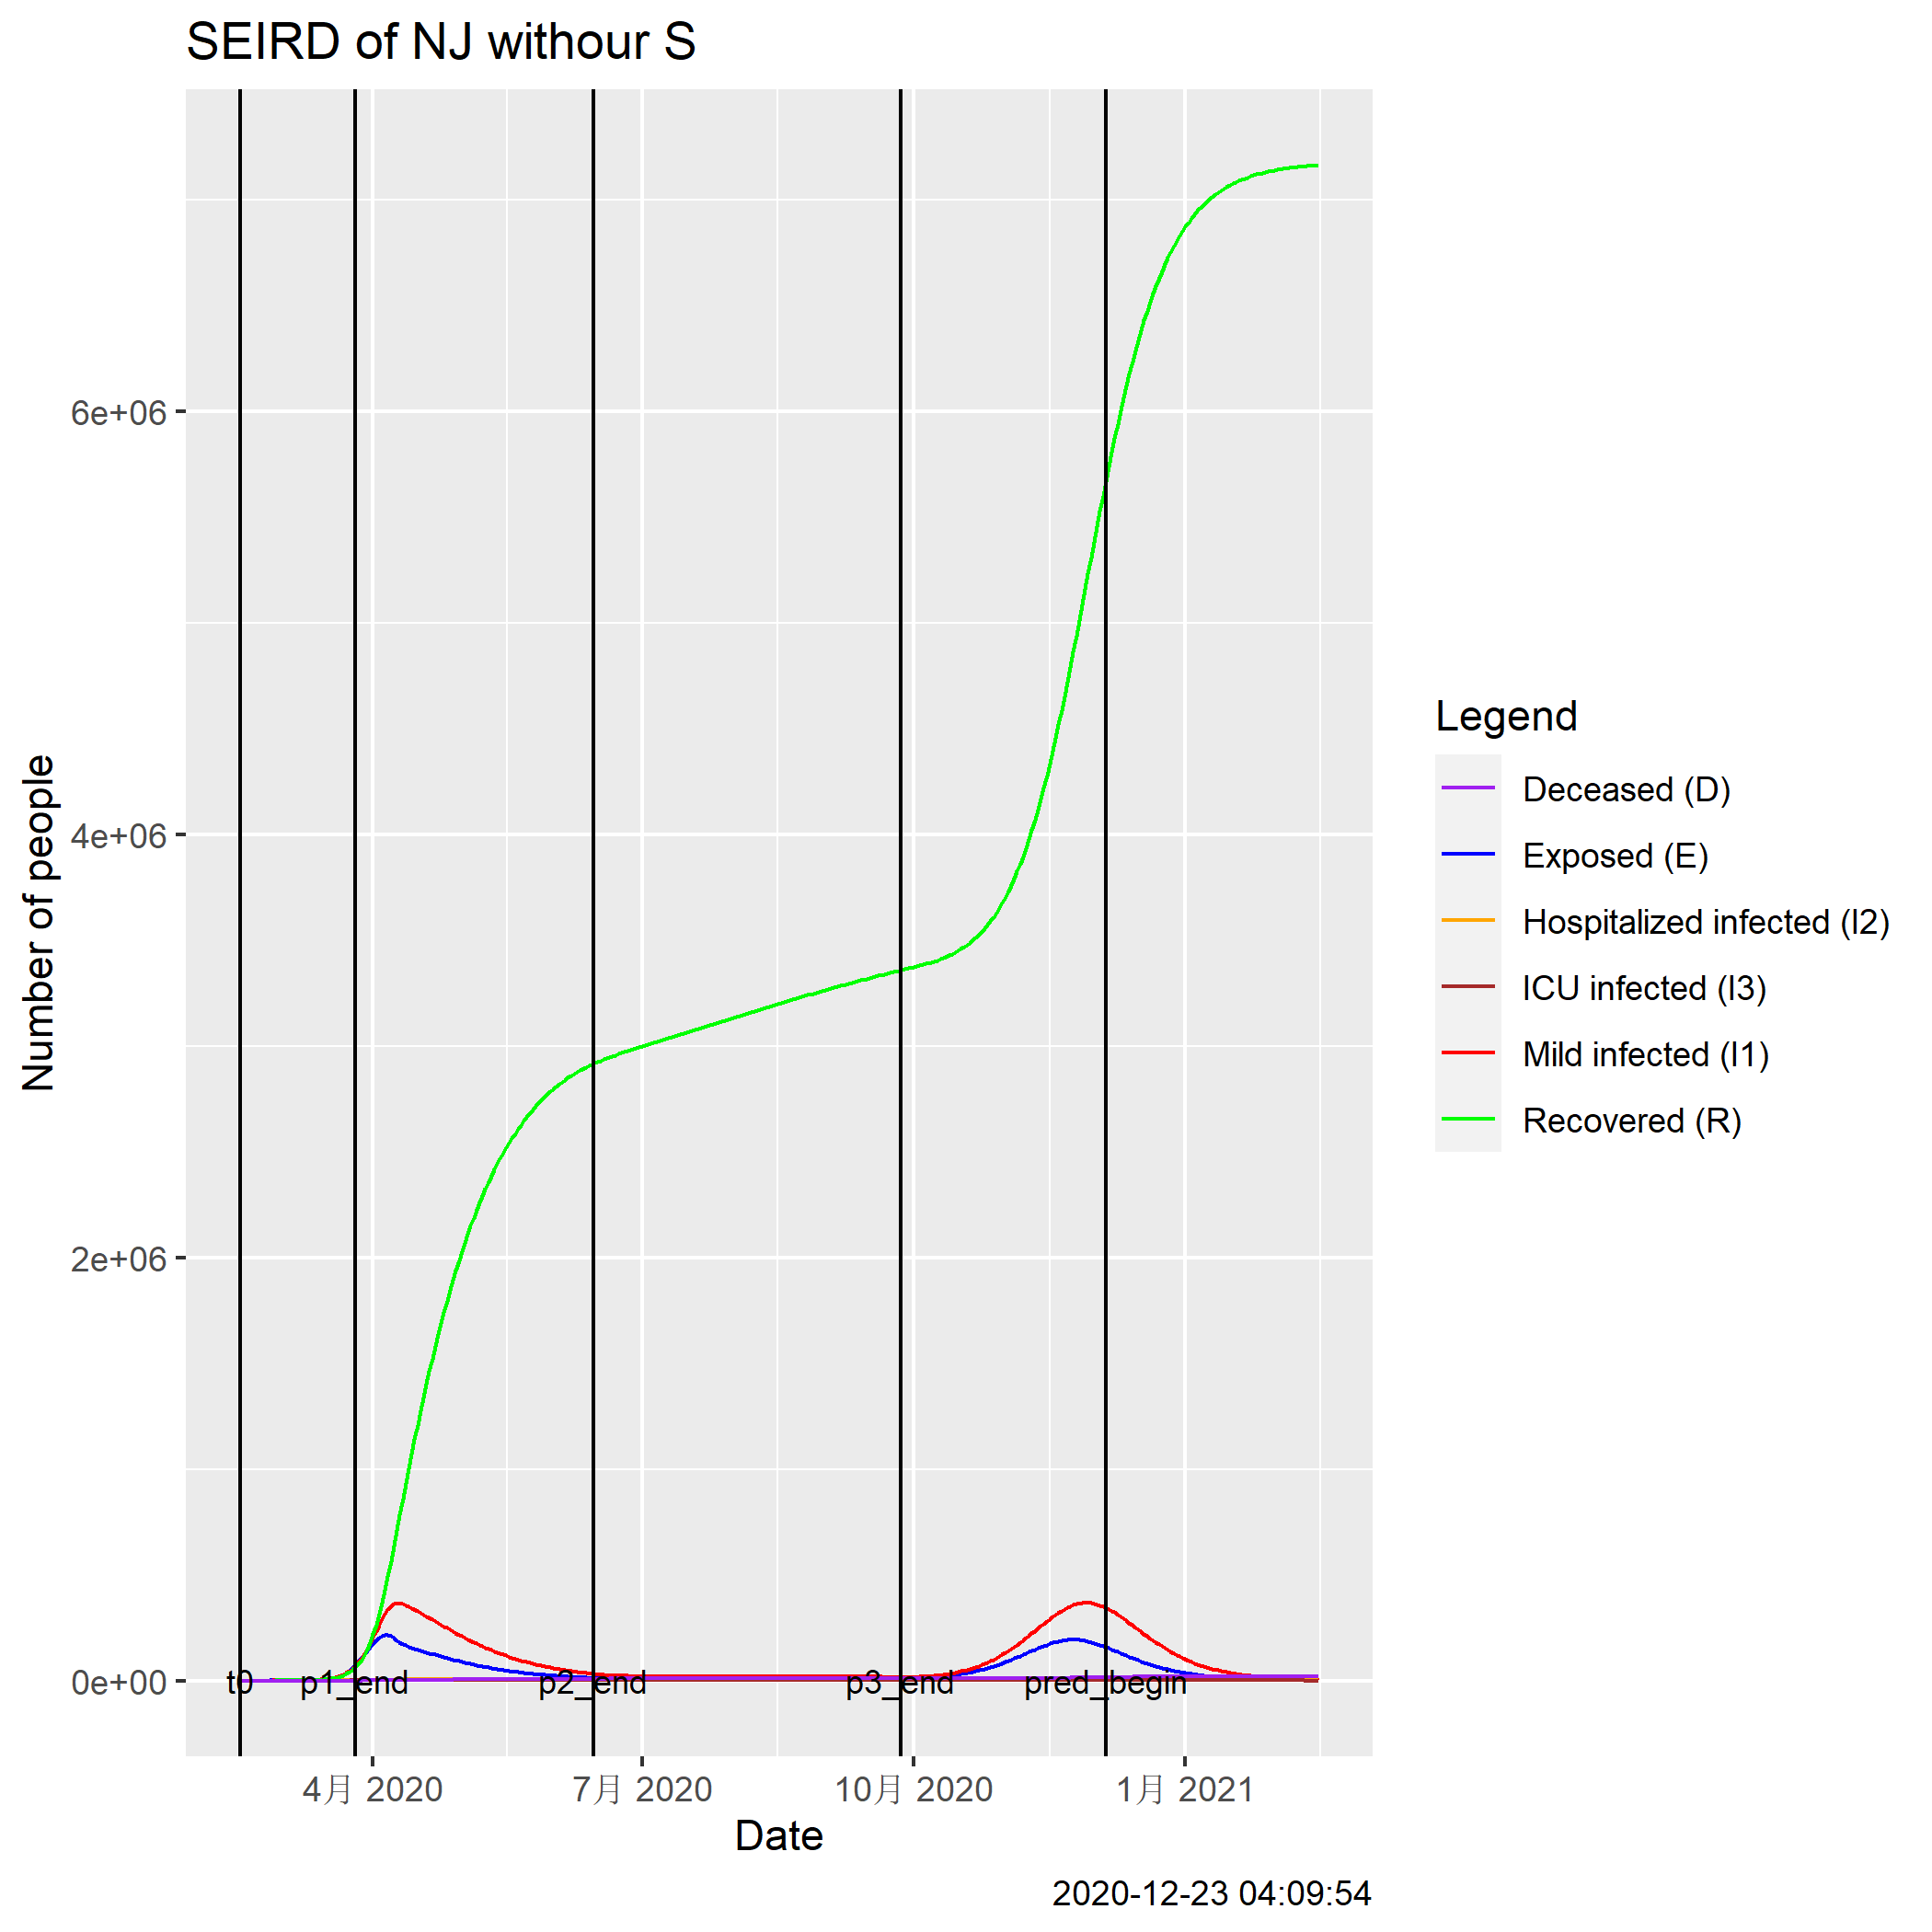 SEIRD of NJ withour S
Number of people
6e+06
4e+06
2e+06
0e+00
t0
p1_end
p2_end
p3_end
pred_begin
4月 2020
7月 2020
10月 2020
1月 2021
Date
Legend
Deceased (D)
Exposed (E)
Hospitalized infected (I2)
ICU infected (I3)
Mild infected (I1)
Recovered (R)
2020-12-23 04:09:54